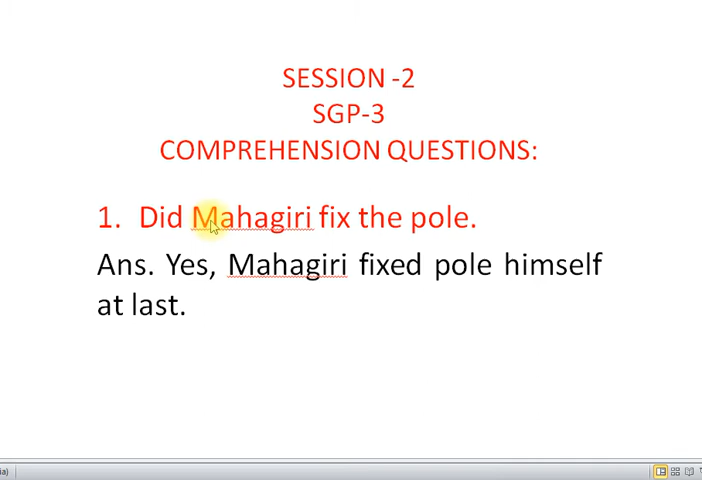 SESSION -2
SGP-3
COMPREHENSION QUESTIONS:
1. Did Mahagiri fix the pole.
Ans. Yes, Mahagiri fixed pole himself
at last.